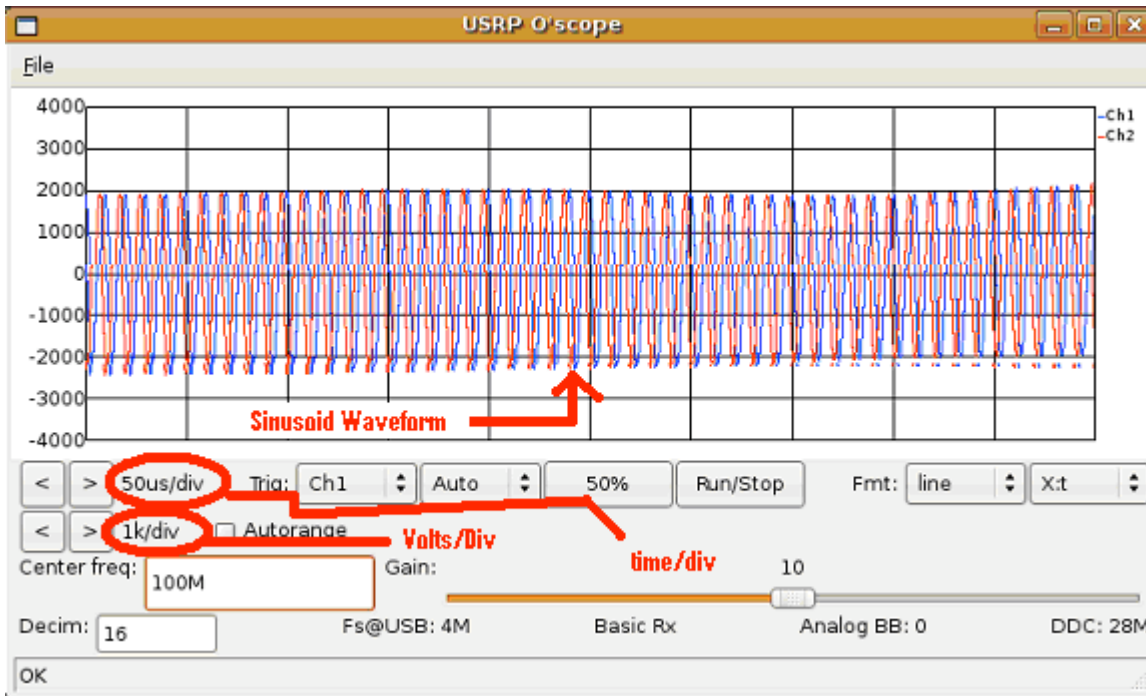 USRP O'scope
File
4000
3000
2000
1000
0
-1000
-2000
-3000
-4000
Ch1
Ch2
Sinusoid Waveform
< > 50us/div Trig: Ch1 Auto 50% Run/Stop Fmt: line X:t
< > 1k/div Autorange
Volts/Div
time/div
Center freq: 100M Gain: 10
Decim: 16 Fs@USB: 4M Basic Rx Analog BB: 0 DDC: 28M
OK